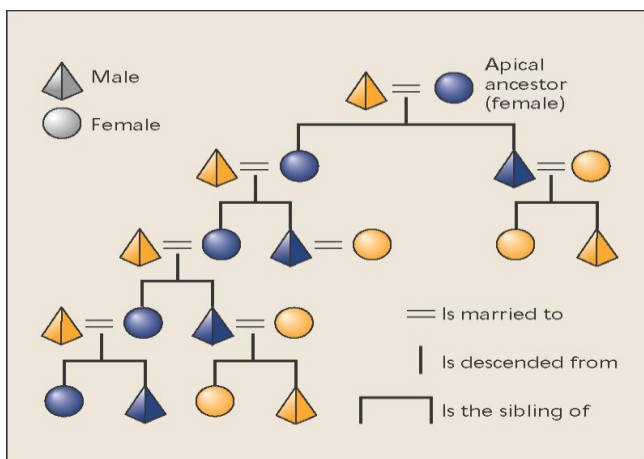 Male
Female
Apical
ancestor
(female)
Is married to
Is descended from
Is the sibling of